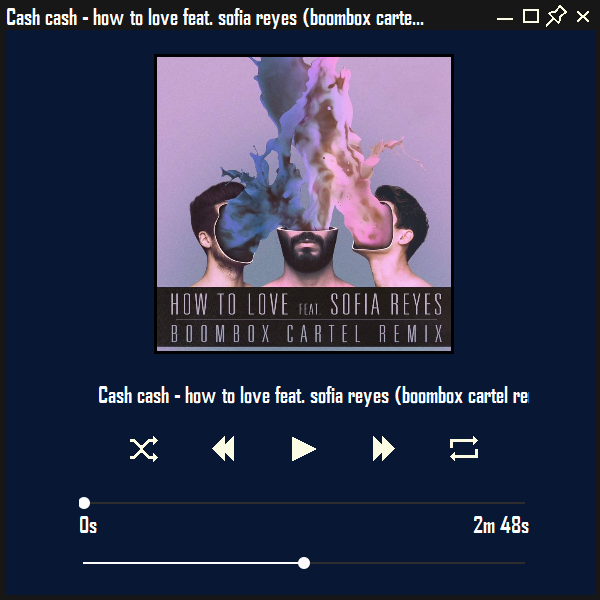 Cash cash - how to love feat. sofia reyes (boombox carte...
HOW TO LOVE FEAT. SOFIA REYES
BOOMBOX CARTEL REMIX
Cash cash - how to love feat. sofia reyes (boombox cartel re
0s
2m 48s